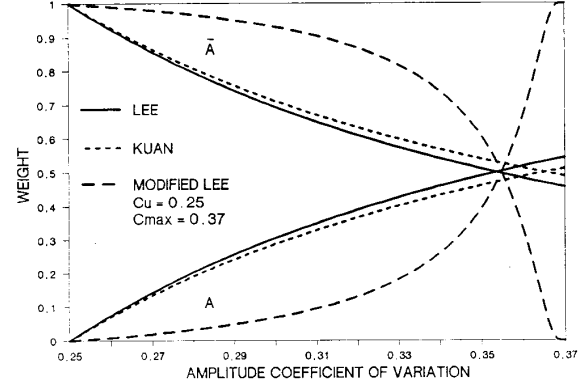 1
0.9
0.8
0.7
0.6
0.5
0.4
0.3
0.2
0.1
0
WEIGHT
Ā
LEE
KUAN
MODIFIED LEE
Cu = 0.25
Cmax = 0.37
A
0.25 0.27 0.29 0.31 0.33 0.35 0.37
AMPLITUDE COEFFICIENT OF VARIATION